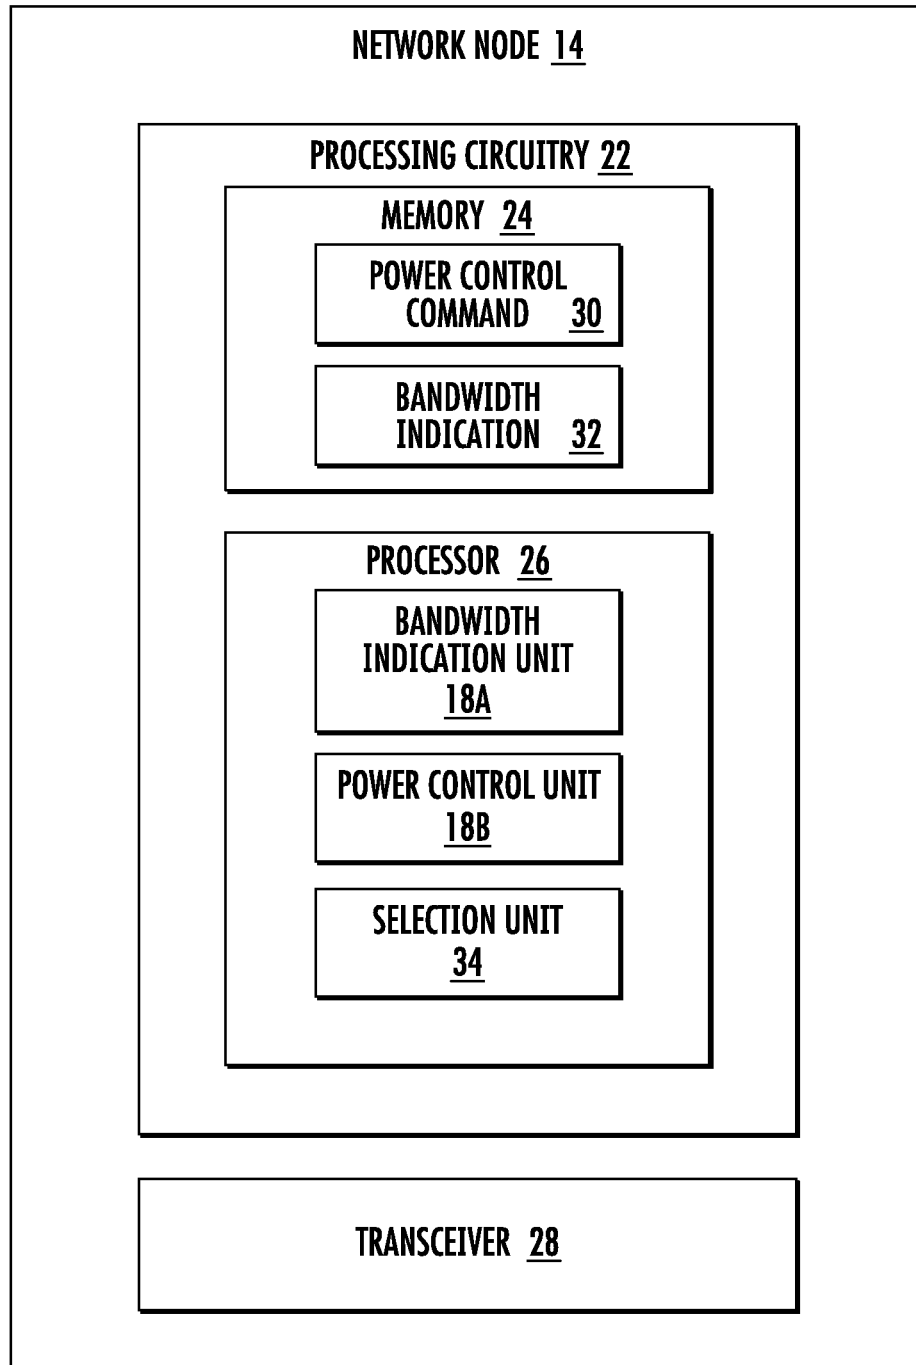 NETWORK NODE 14
PROCESSING CIRCUITRY 22
MEMORY 24
POWER CONTROL
COMMAND 30
BANDWIDTH
INDICATION 32
PROCESSOR 26
BANDWIDTH
INDICATION UNIT
18A
POWER CONTROL UNIT
18B
SELECTION UNIT
34
TRANSCEIVER 28